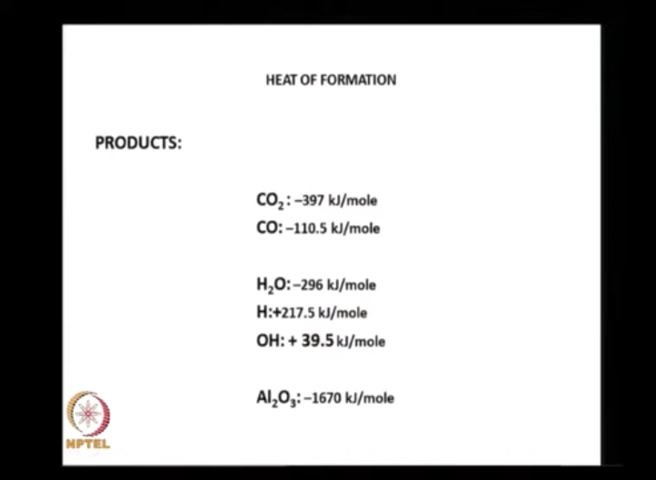 HEAT OF FORMATION
PRODUCTS:
CO₂: –397 kJ/mole
CO: –110.5 kJ/mole
H₂O: –296 kJ/mole
H:+217.5 kJ/mole
OH: + 39.5 kJ/mole
Al₂O₃: –1670 kJ/mole
NPTEL